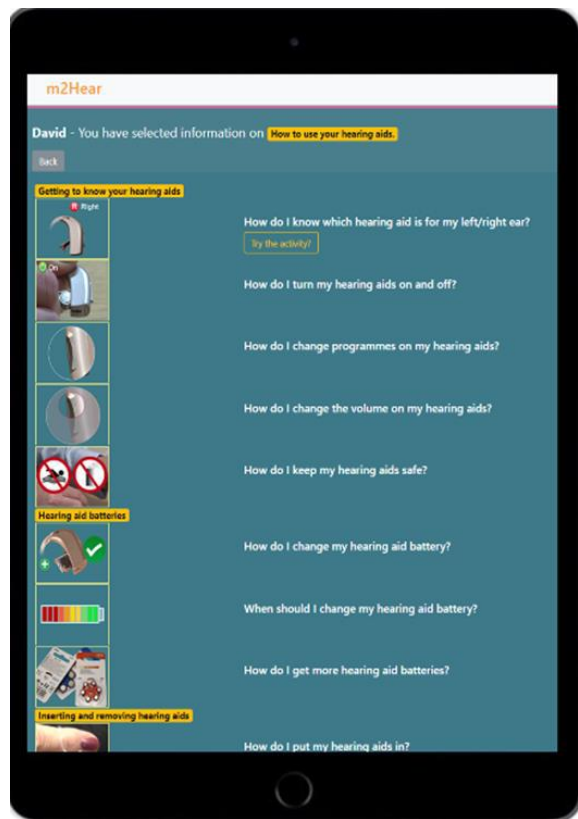 m2Hear
David - You have selected information on How to use your hearing aids.
Back
Getting to know your hearing aids
R Right
How do I know which hearing aid is for my left/right ear?
Try the activity?
On
How do I turn my hearing aids on and off?
How do I change programmes on my hearing aids?
How do I change the volume on my hearing aids?
How do I keep my hearing aids safe?
Hearing aid batteries
How do I change my hearing aid battery?
When should I change my hearing aid battery?
How do I get more hearing aid batteries?
Inserting and removing hearing aids
How do I put my hearing aids in?